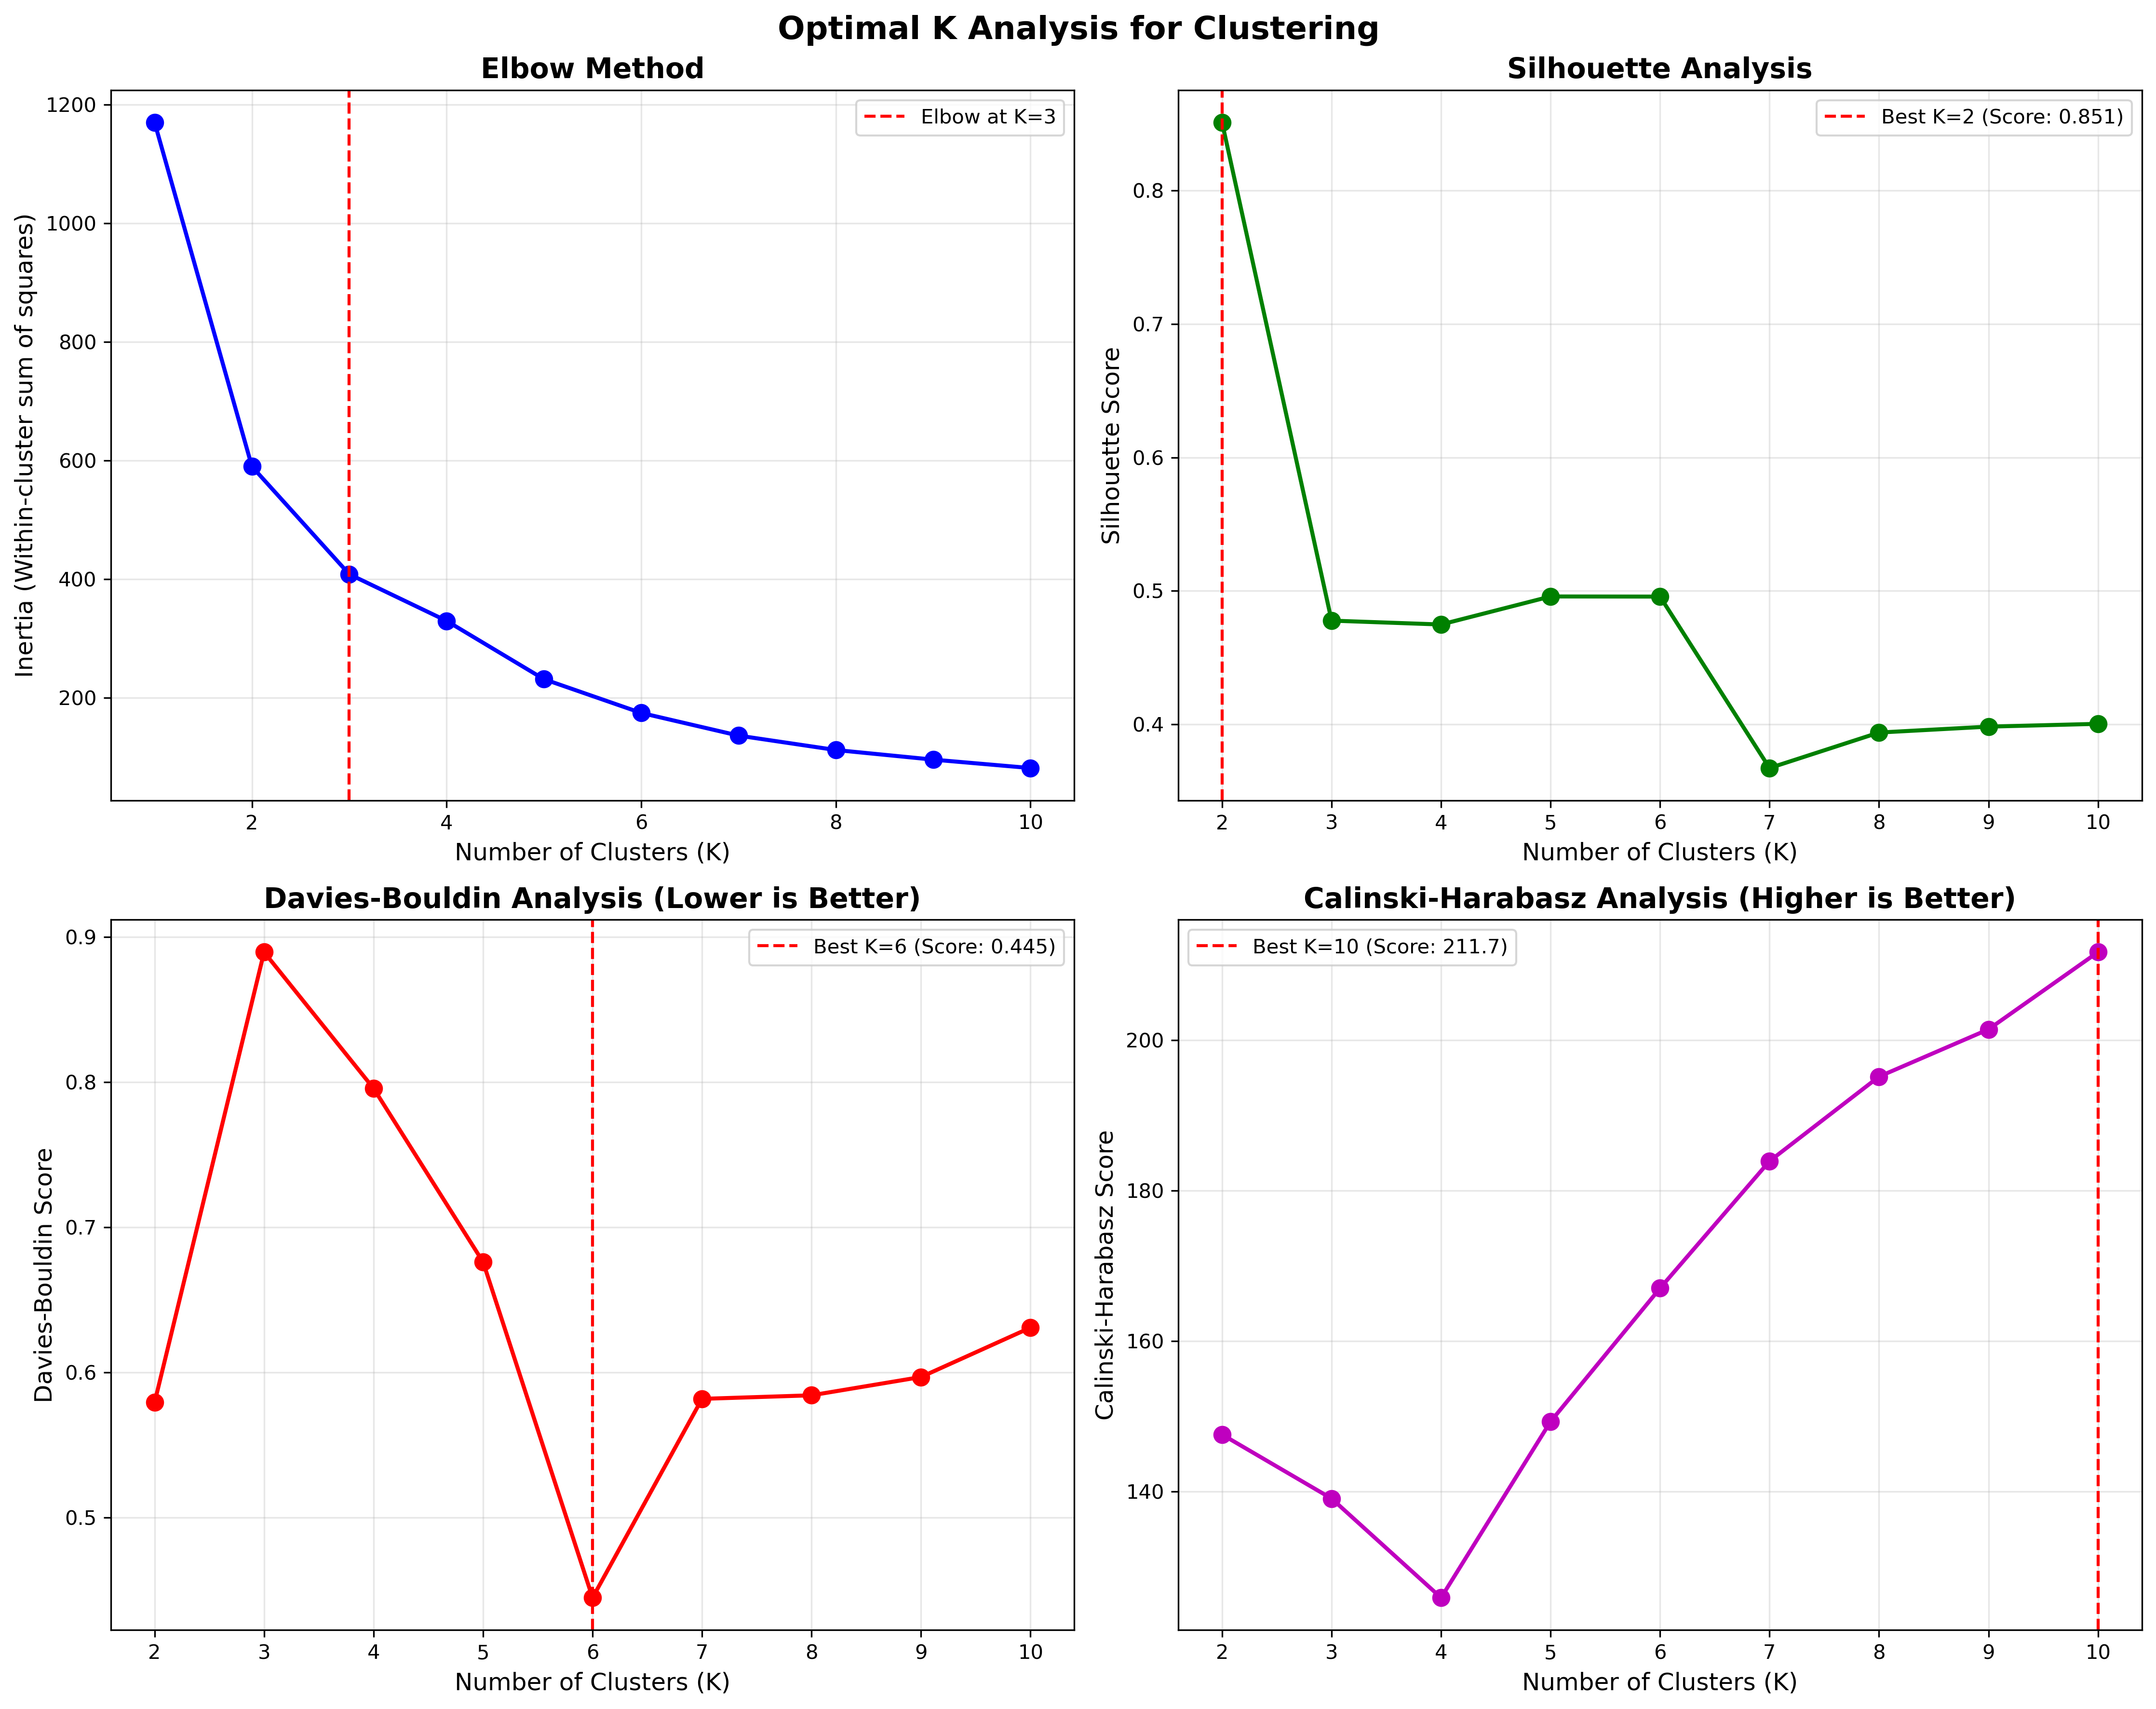 Optimal K Analysis for Clustering
Elbow Method
Elbow at K=3
1200
1000
800
600
400
200
Inertia (Within-cluster sum of squares)
2 4 6 8 10
Number of Clusters (K)
Silhouette Analysis
Best K=2 (Score: 0.851)
0.8
0.7
0.6
0.5
0.4
Silhouette Score
2 3 4 5 6 7 8 9 10
Number of Clusters (K)
Davies-Bouldin Analysis (Lower is Better)
Best K=6 (Score: 0.445)
0.9
0.8
0.7
0.6
0.5
Davies-Bouldin Score
2 3 4 5 6 7 8 9 10
Number of Clusters (K)
Calinski-Harabasz Analysis (Higher is Better)
Best K=10 (Score: 211.7)
200
180
160
140
Calinski-Harabasz Score
2 3 4 5 6 7 8 9 10
Number of Clusters (K)